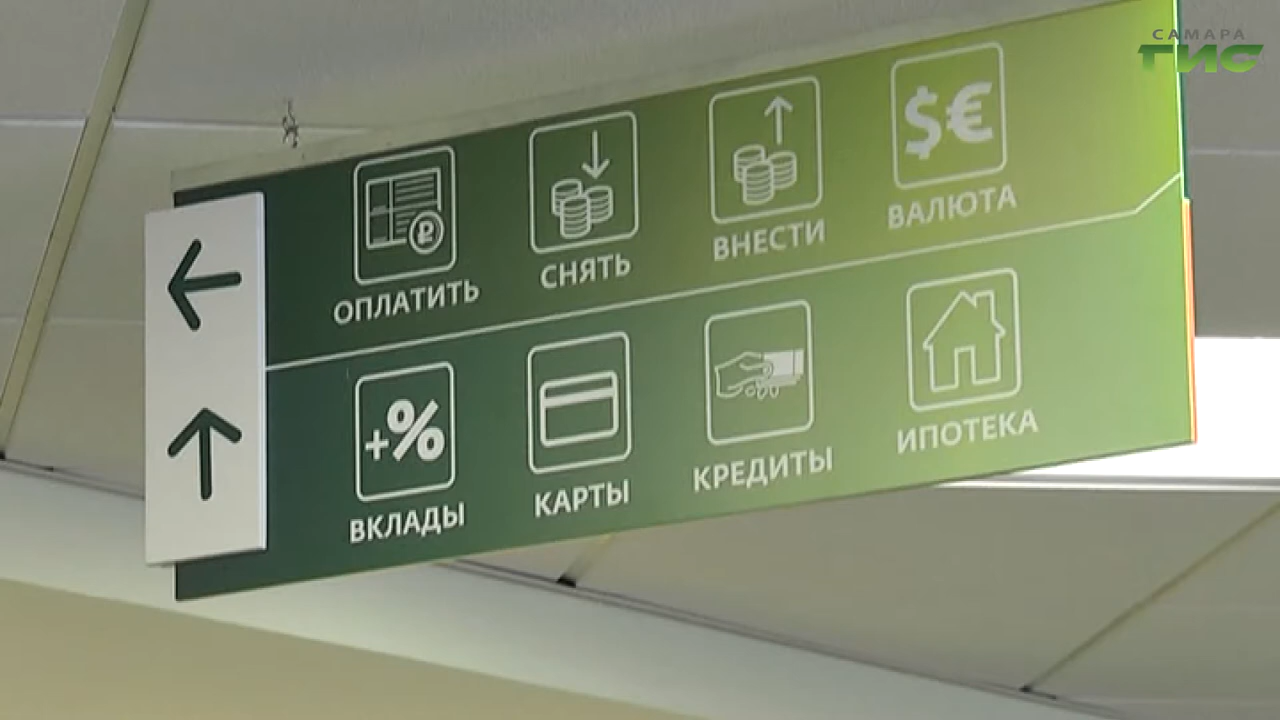 САМАРА
ГИС
ОПЛАТИТЬ СНЯТЬ ВНЕСТИ ВАЛЮТА
$€
₽
+%
ВКЛАДЫ КАРТЫ КРЕДИТЫ ИПОТЕКА